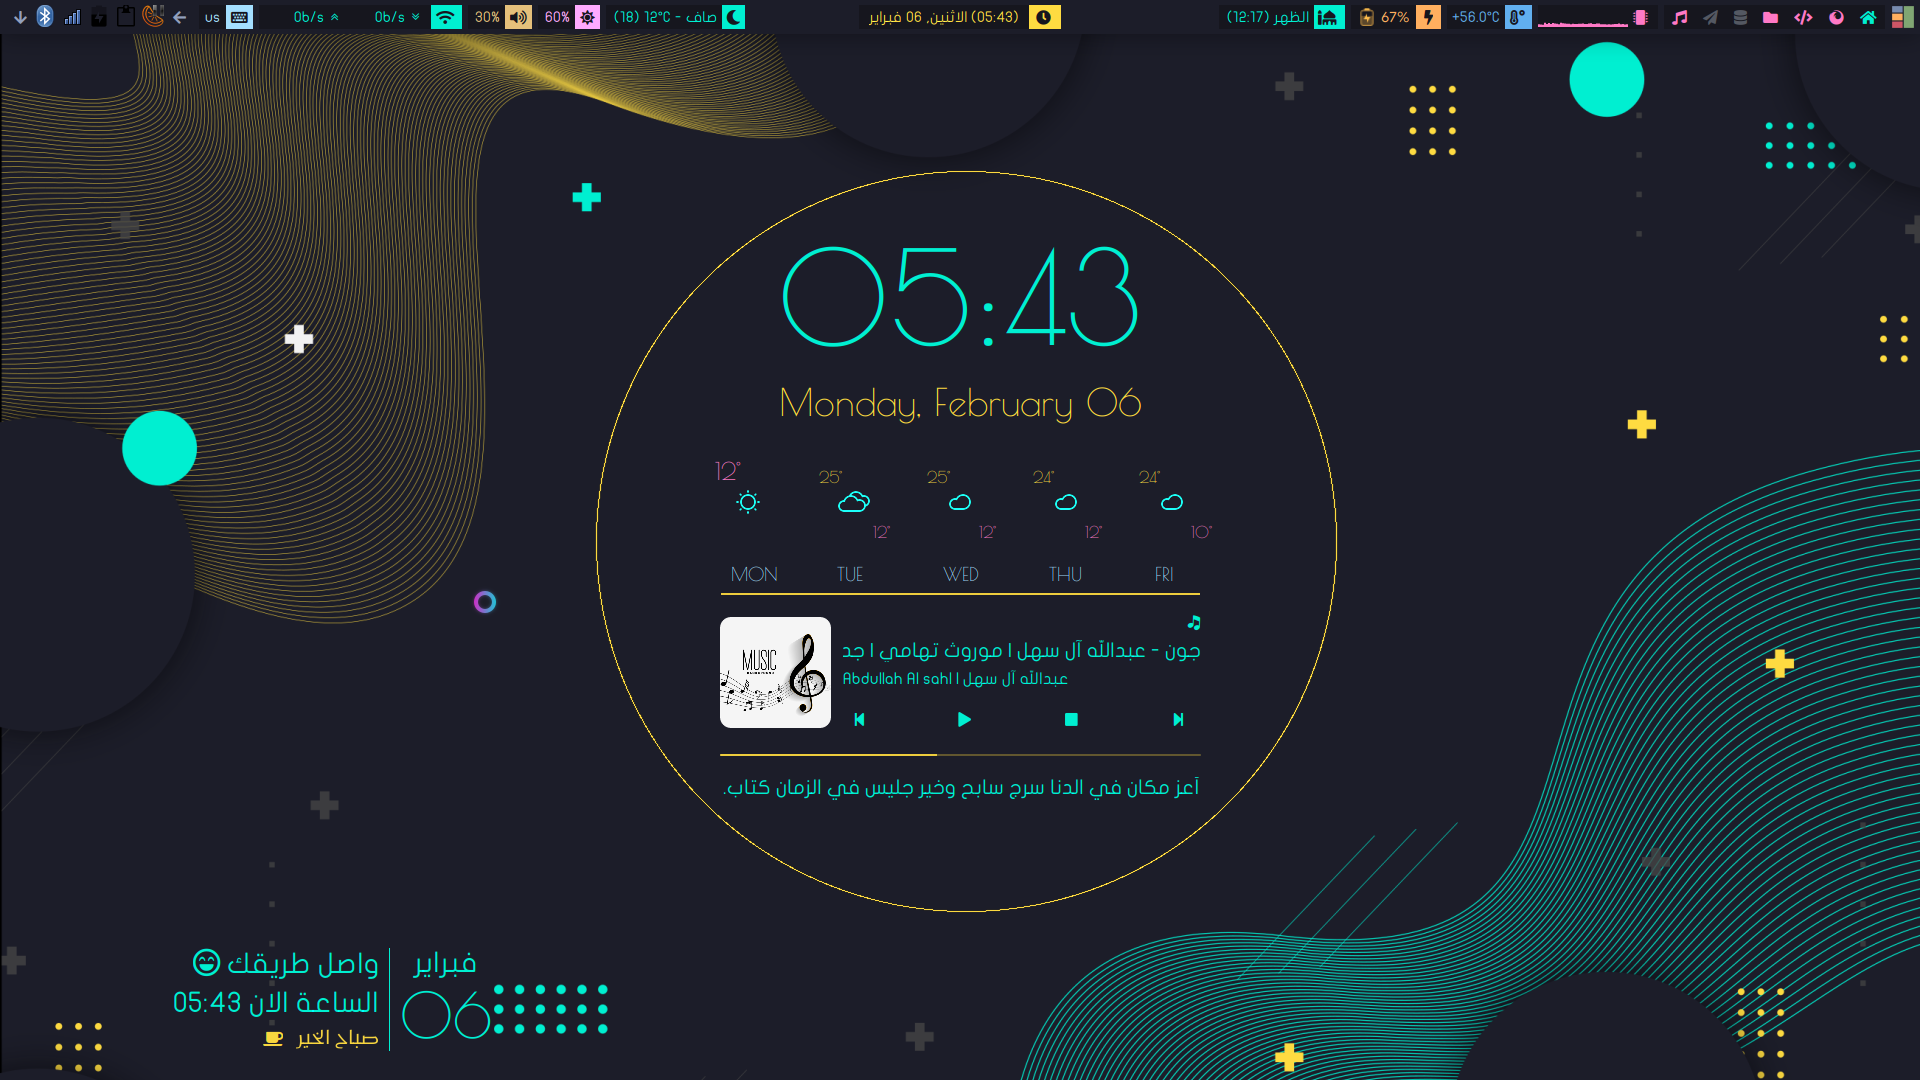 us
0b/s
0b/s
30%
60%
صاف - 12°C (18)
(05:43) الاثنين, 06 فبراير
الظهر (12:17)
67%
+56.0°C
05:43
Monday, February 06
12°
25°
25°
24°
24°
12°
12°
12°
10°
MON TUE WED THU FRI
MUSIC
جون - عبدالله آل سهل | موروث تهامي | جد
Abdullah Al sahl | عبدالله آل سهل
أعز مكان في الدنا سرج سابح وخير جليس في الزمان كتاب.
واصل طريقك
الساعة الان 05:43
صباح الخير
فبراير
06